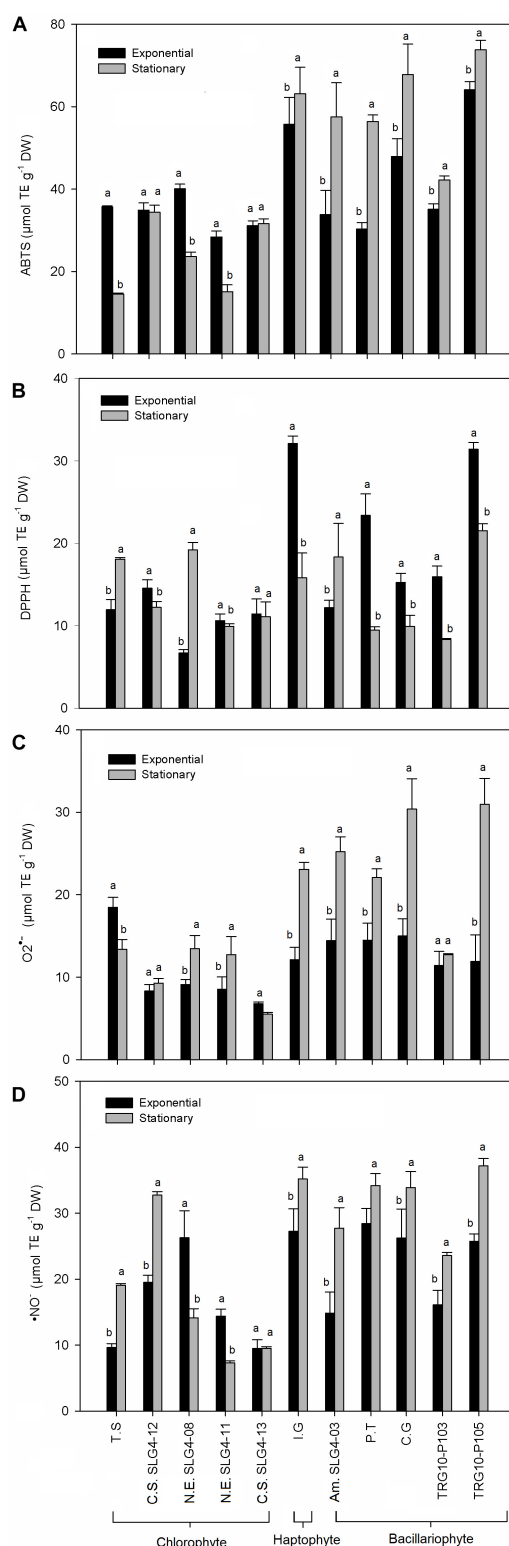 A
80
60
40
20
0
ABTS (µmol TE g-1 DW)
Exponential
Stationary
a b a a a b a b a a b a b a b a b a b a b a
B
40
30
20
10
0
DPPH (µmol TE g-1 DW)
Exponential
Stationary
b a a b b a a b a a a b b a a b a b a b a b
C
40
30
20
10
0
O2•- (µmol TE g-1 DW)
Exponential
Stationary
a b a a b a b a a b a b a b a b a a a b a
D
50
40
30
20
10
0
•NO- (µmol TE g-1 DW)
Exponential
Stationary
a a b a a b a b a a b a b a a b a b a b a
T.S
C.S. SLG4-12
N.E. SLG4-08
N.E. SLG4-11
C.S. SLG4-13
I.G
Am. SLG4-03
P.T
C.G
TRG10-P103
TRG10-P105
Chlorophyte
Haptophyte
Bacillariophyte